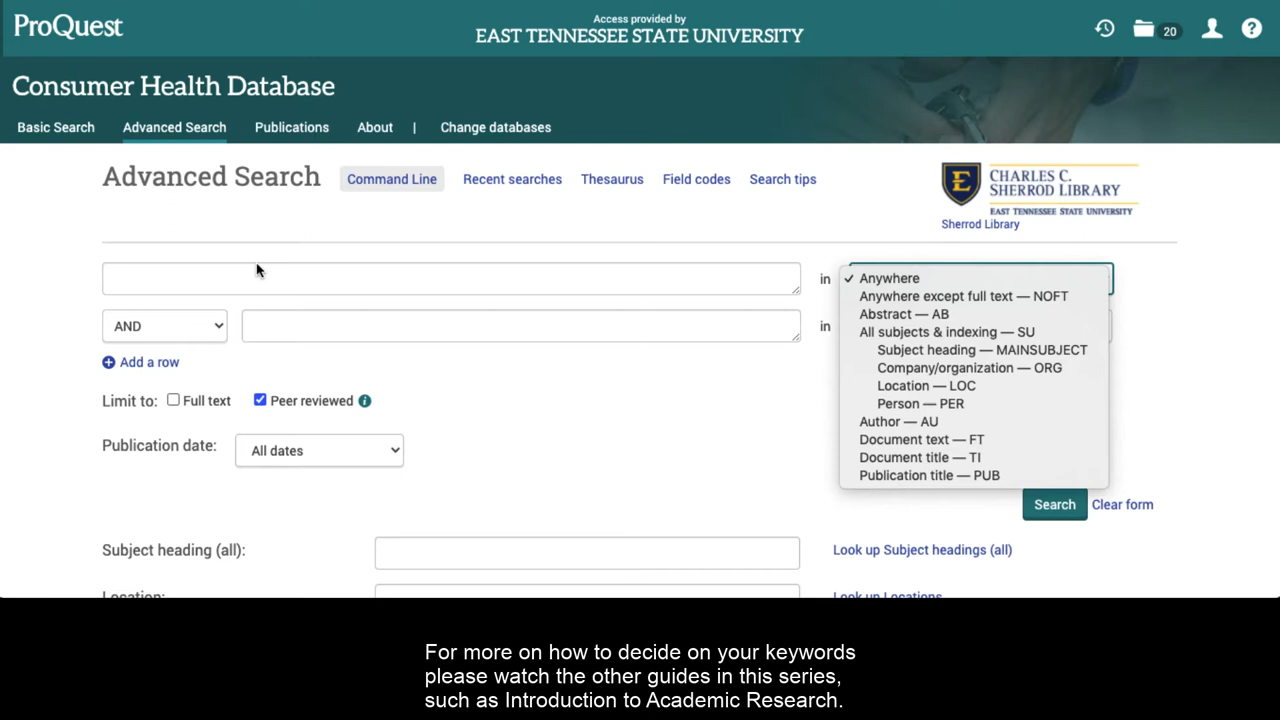 ProQuest
Access provided by
EAST TENNESSEE STATE UNIVERSITY
20
Consumer Health Database
Basic Search Advanced Search Publications About | Change databases
Advanced Search Command Line Recent searches Thesaurus Field codes Search tips
E CHARLES C.
SHERROD LIBRARY
EAST TENNESSEE STATE UNIVERSITY
Sherrod Library
in
✓ Anywhere
Anywhere except full text — NOFT
Abstract — AB
All subjects & indexing — SU
Subject heading — MAINSUBJECT
Company/organization — ORG
Location — LOC
Person — PER
Author — AU
Document text — FT
Document title — TI
Publication title — PUB
AND in
Add a row
Limit to: Full text Peer reviewed
Publication date: All dates
Search Clear form
Subject heading (all): Look up Subject headings (all)
Location: Look up Locations
For more on how to decide on your keywords
please watch the other guides in this series,
such as Introduction to Academic Research.